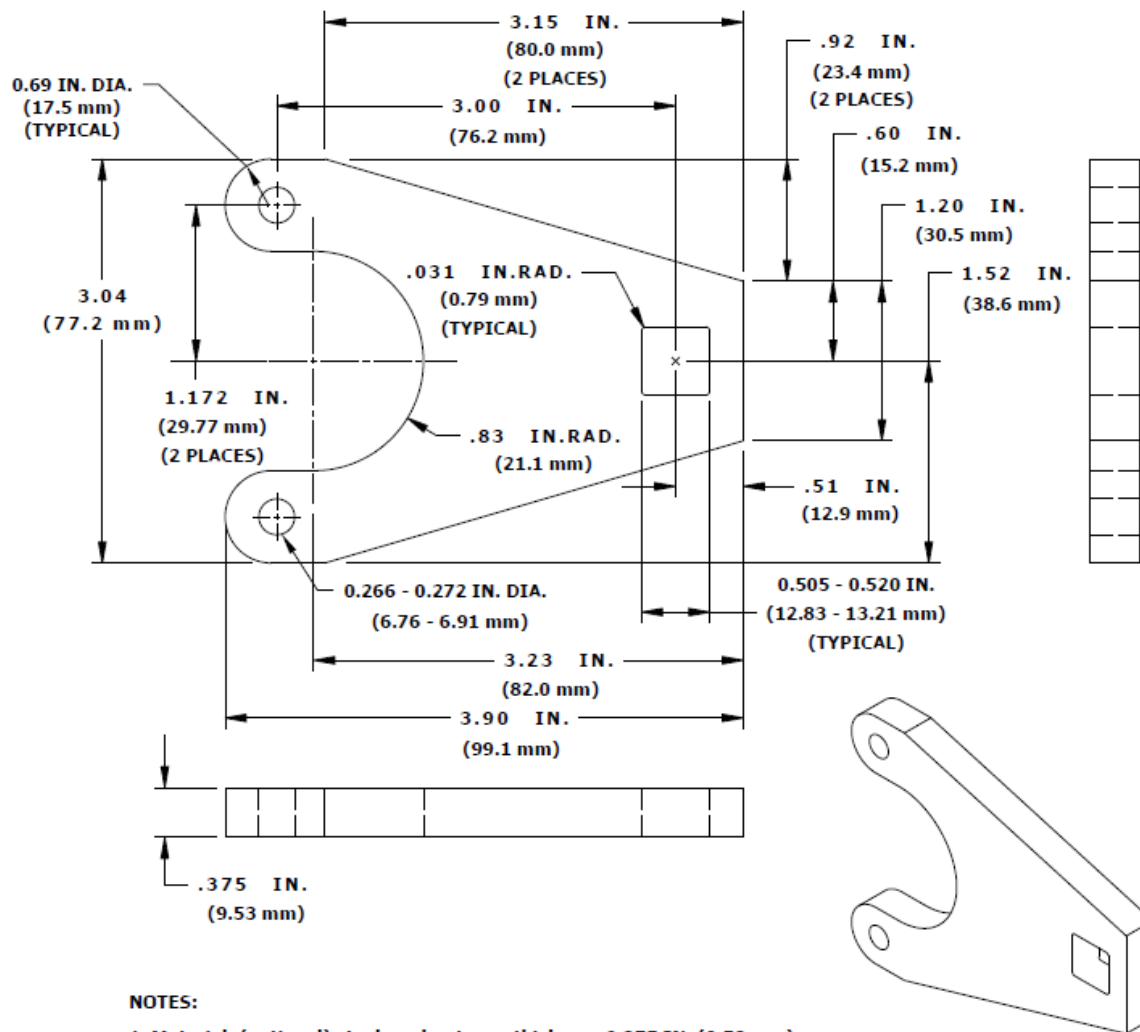 3.15 IN.
(80.0 mm)
(2 PLACES)
.92 IN.
(23.4 mm)
(2 PLACES)
0.69 IN. DIA.
(17.5 mm)
(TYPICAL)
3.00 IN.
(76.2 mm)
.60 IN.
(15.2 mm)
1.20 IN.
(30.5 mm)
.031 IN.RAD.
(0.79 mm)
(TYPICAL)
1.52 IN.
(38.6 mm)
3.04
(77.2 mm)
1.172 IN.
(29.77 mm)
(2 PLACES)
.83 IN.RAD.
(21.1 mm)
.51 IN.
(12.9 mm)
0.266 - 0.272 IN. DIA.
(6.76 - 6.91 mm)
0.505 - 0.520 IN.
(12.83 - 13.21 mm)
(TYPICAL)
3.23 IN.
(82.0 mm)
3.90 IN.
(99.1 mm)
.375 IN.
(9.53 mm)
NOTES: